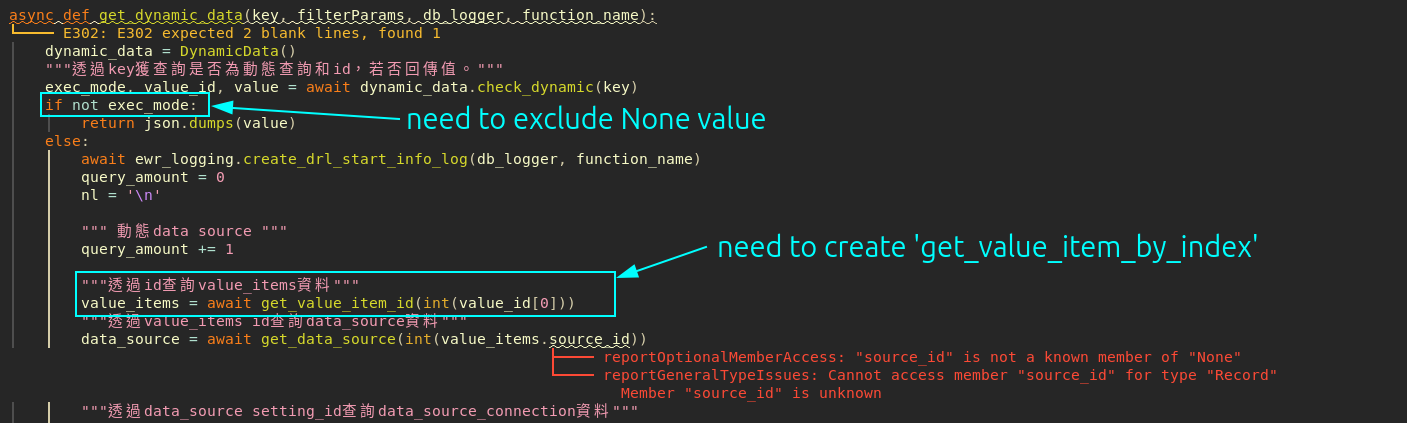 async def get_dynamic_data(key, filterParams, db_logger, function_name):
E302: E302 expected 2 blank lines, found 1
dynamic_data = DynamicData()
"""透過key獲查詢是否為動態查詢和id，若否回傳值。"""
exec_mode, value_id, value = await dynamic_data.check_dynamic(key)
if not exec_mode:
need to exclude None value
return json.dumps(value)
else:
await ewr_logging.create_drl_start_info_log(db_logger, function_name)
query_amount = 0
nl = '\n'
""" 動態data source """
query_amount += 1
need to create 'get_value_item_by_index'
"""透過id查詢value_items資料"""
value_items = await get_value_item_id(int(value_id[0]))
"""透過value_items id查詢data_source資料"""
data_source = await get_data_source(int(value_items.source_id))
reportOptionalMemberAccess: "source_id" is not a known member of "None"
reportGeneralTypeIssues: Cannot access member "source_id" for type "Record"
Member "source_id" is unknown
"""透過data_source setting_id查詢data_source_connection資料"""